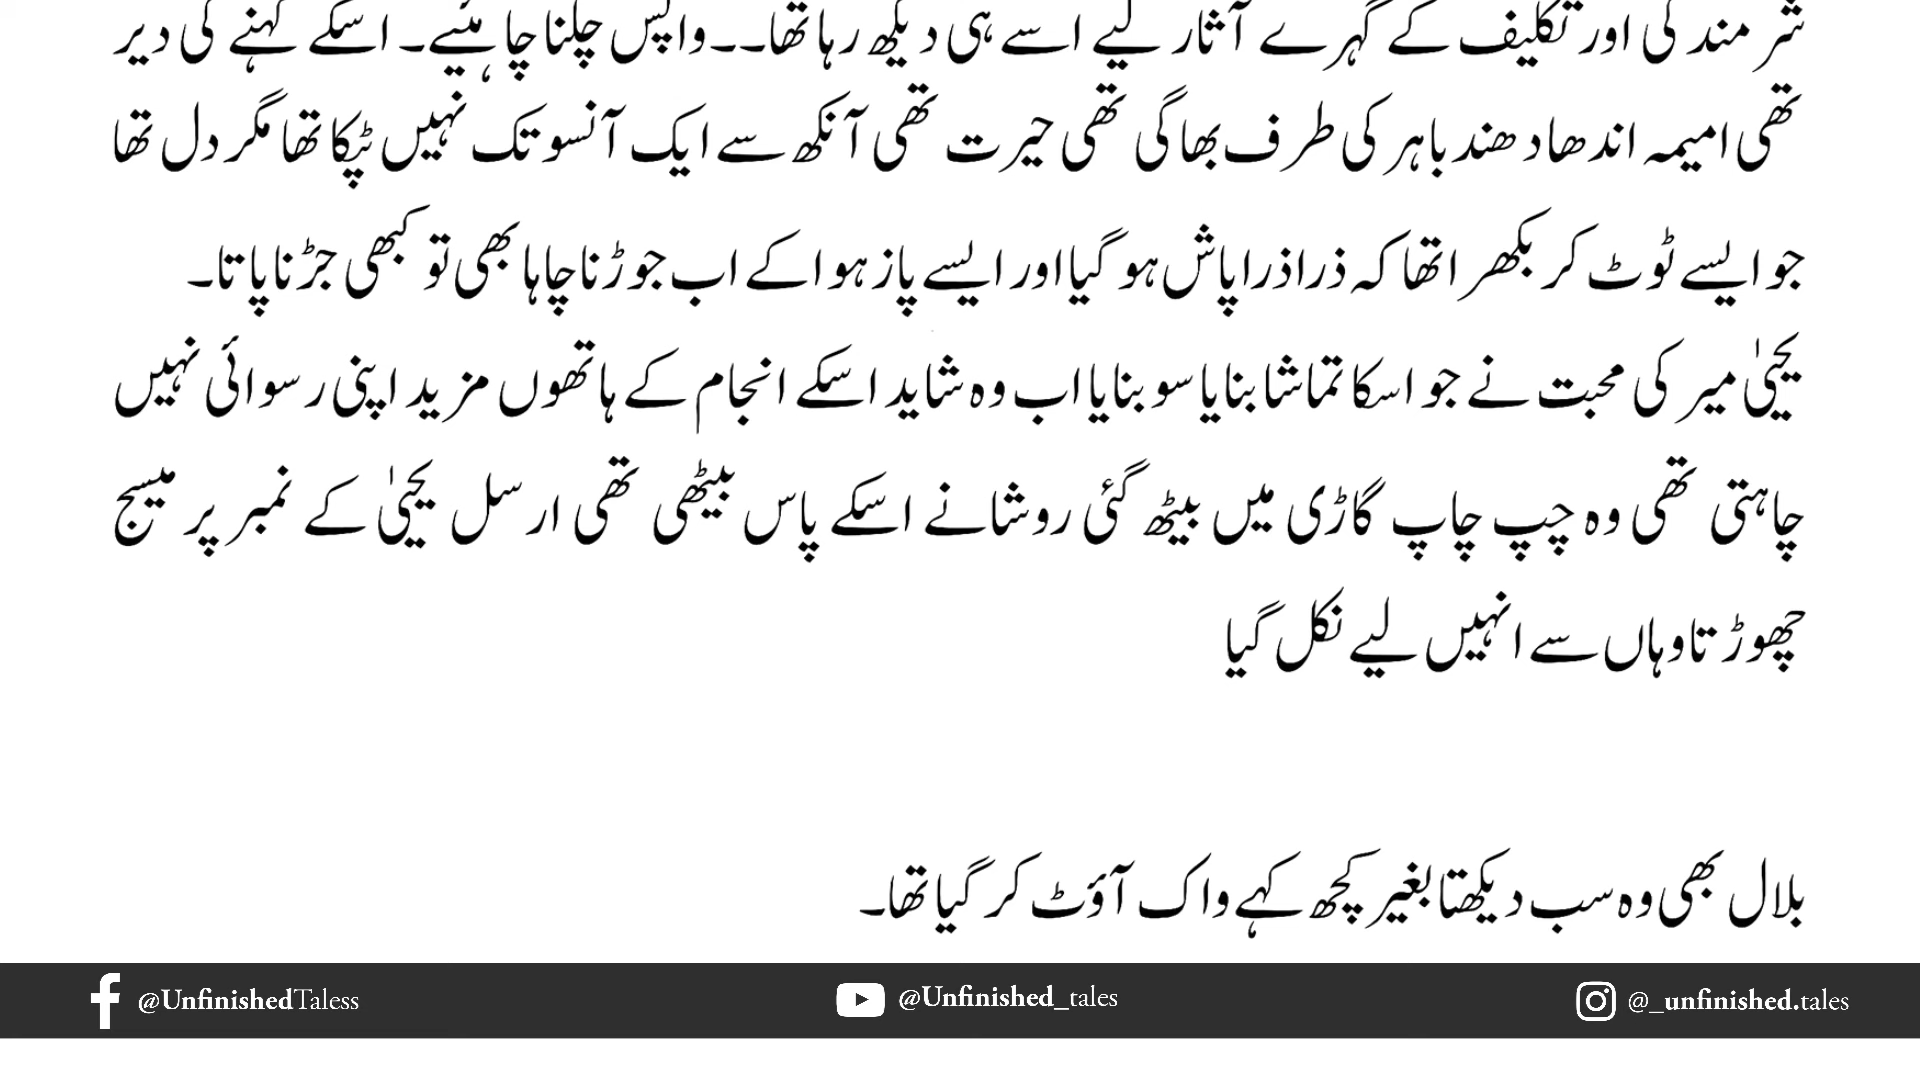 شرمندگی اور تکلیف کے گہرے آثار لیے اسے ہی دیکھ رہا تھا۔۔واپس چلنا چاہئیے۔ اسکے کہنے کی دیر
تھی امیمہ اندھا دھند باہر کی طرف بھاگی تھی حیرت تھی آنکھ سے ایک آنسو تک نہیں ٹپکا تھا مگر دل تھا
جو ایسے ٹوٹ کر بکھرا تھا کہ ذرا ذرا پاش ہو گیا اور ایسے پاز ہوا کے اب جوڑنا چاہا بھی تو کبھی جڑ نا پاتا۔
یحییٰ میر کی محبت نے جو اسکا تماشا بنایا سو بنایا اب وہ شاید اسکے انجام کے ہاتھوں مزید اپنی رسوائی نہیں
چاہتی تھی وہ چپ چاپ گاڑی میں بیٹھ گئی روشانے اسکے پاس بیٹھی تھی ارسل یحییٰ کے نمبر پر میسج
چھوڑتا وہاں سے انہیں لیے نکل گیا
بلال بھی وہ سب دیکھتا بغیر کچھ کہے واک آؤٹ کر گیا تھا۔
@UnfinishedTaless
@Unfinished_tales
@_unfinished.tales